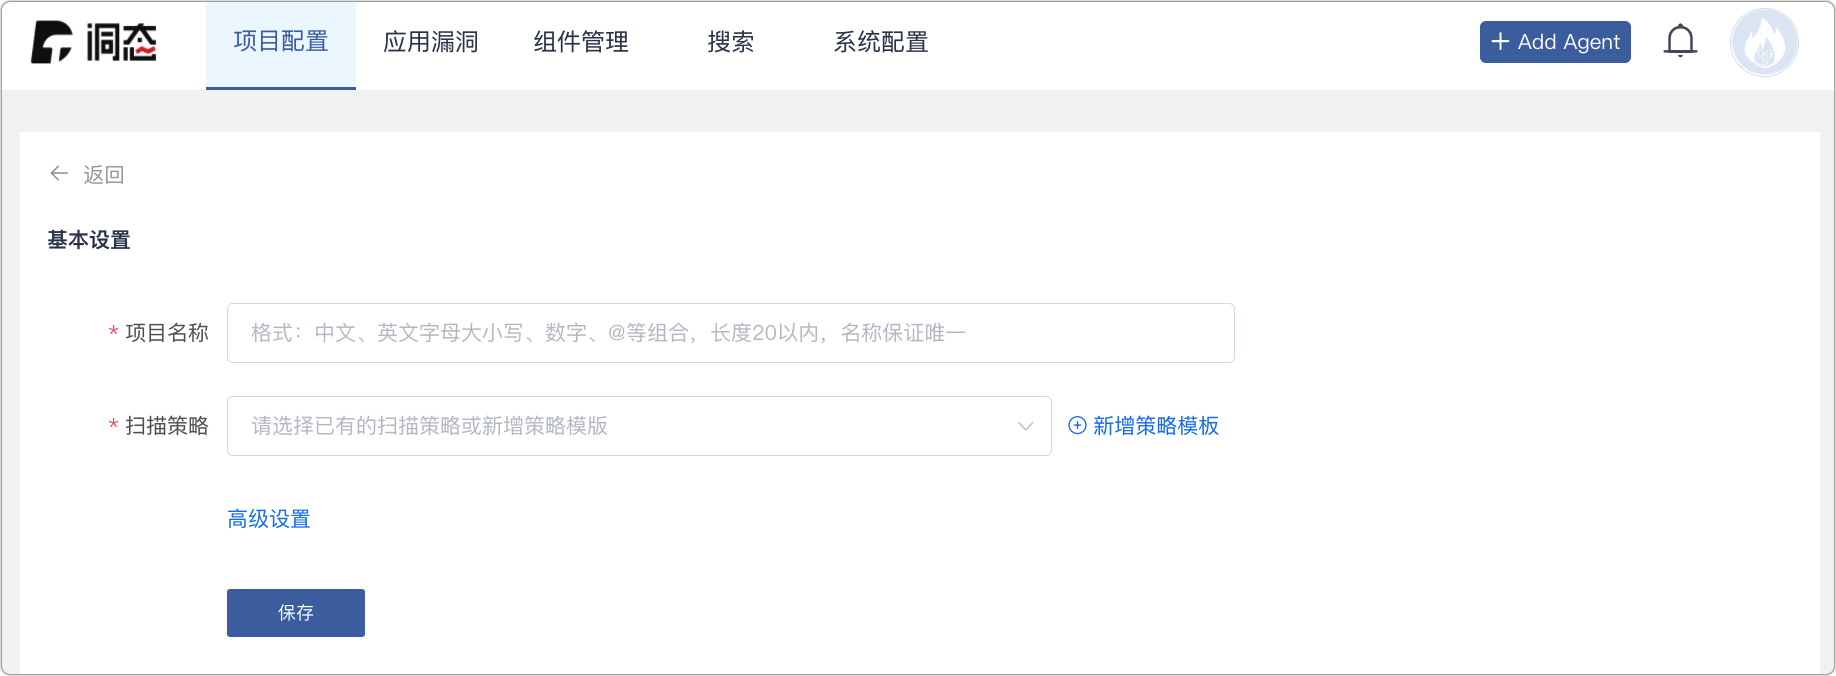 洞态 项目配置 应用漏洞 组件管理 搜索 系统配置 + Add Agent
← 返回
基本设置
* 项目名称 格式：中文、英文字母大小写、数字、@等组合，长度20以内，名称保证唯一
* 扫描策略 请选择已有的扫描策略或新增策略模版 新增策略模板
高级设置
保存